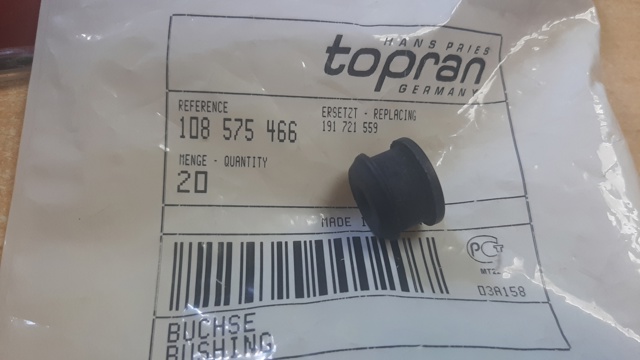 HANS PRIES
topran
GERMANY
REFERENCE
108 575 466
ERSETZT - REPLACING
191 721 559
MENGE - QUANTITY
20
MADE
PCT
03A158
BUCHSE
BUSHING